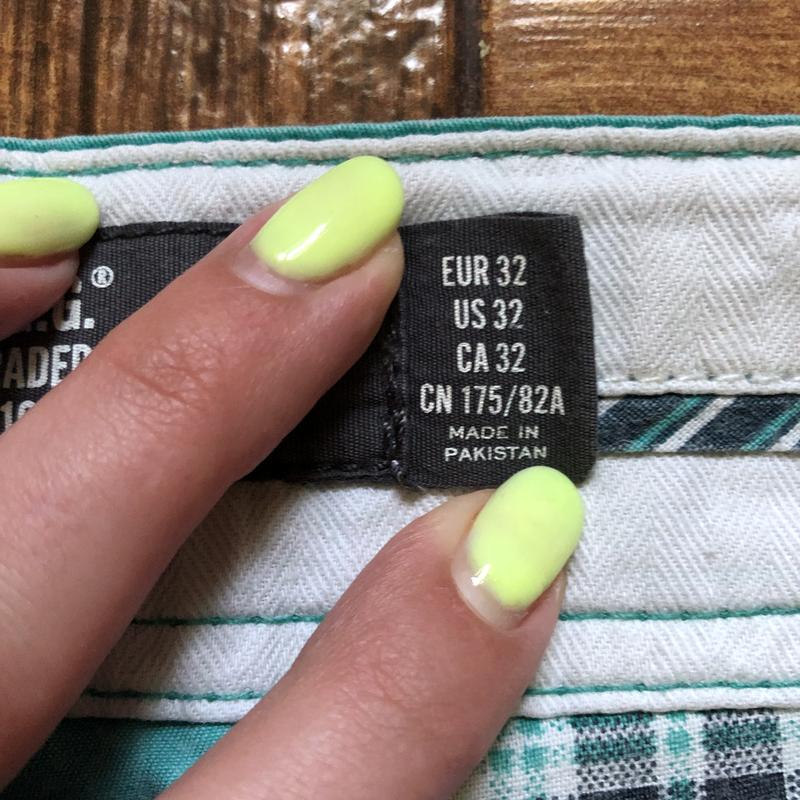 .G.®
EUR 32
US 32
CA 32
CN 175/82A
MADE IN
PAKISTAN